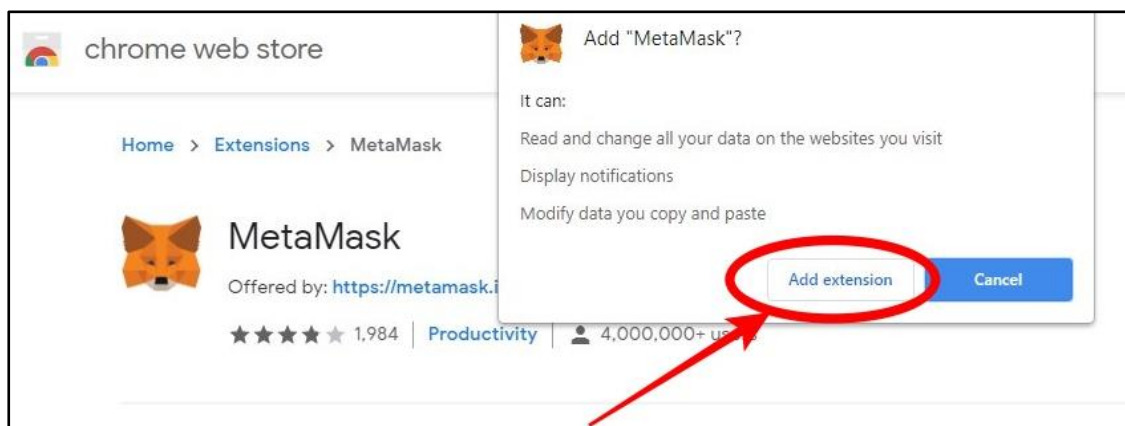 chrome web store
Home > Extensions > MetaMask
MetaMask
Offered by: https://metamask.i
1,984 | Productivity | 4,000,000+ users
Add "MetaMask"?
It can:
Read and change all your data on the websites you visit
Display notifications
Modify data you copy and paste
Add extension Cancel